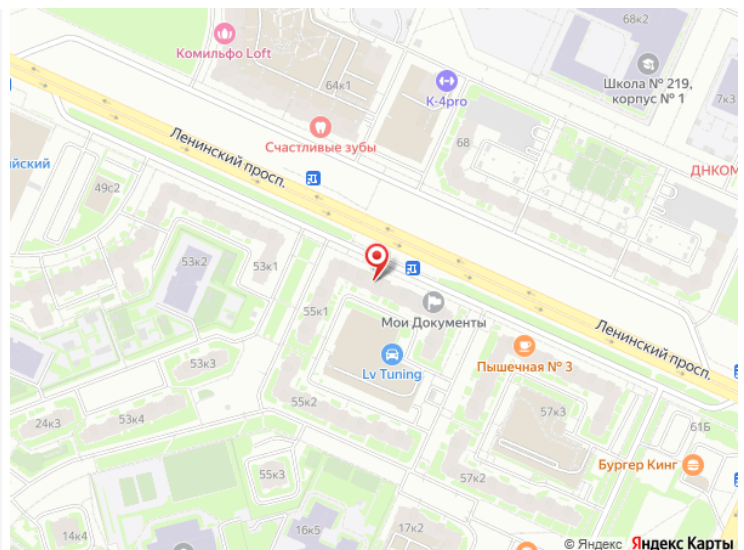 68к2
Комильфо Loft
Школа № 219,
корпус № 1
64к1
К-4pro
7к3
68
Счастливые зубы
Ленинский просп.
ДНКОМ
йский
49с2
53к2
53к1
55к1
Мои Документы
Ленинский просп.
Пышечная № 3
Lv Tuning
53к3
55к2
24к3
53к4
57к3
61Б
Бургер Кинг
55к3
57к2
14к4
16к5
17к2
© Яндекс Яндекс Карты